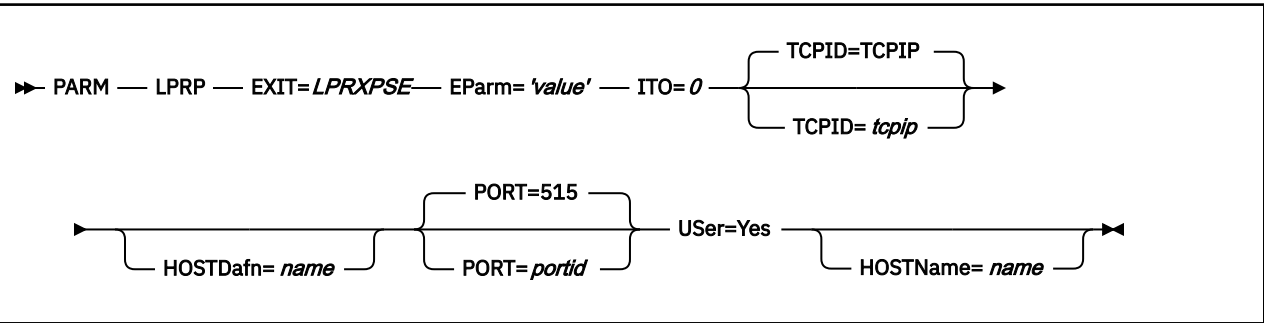 TCPID=TCPIP
PARM LPRP EXIT=LPRXPSE EParm='value' ITO=0
TCPID=tcpip
PORT=515
USer=Yes
HOSTDafn=name PORT=portid HOSTName=name